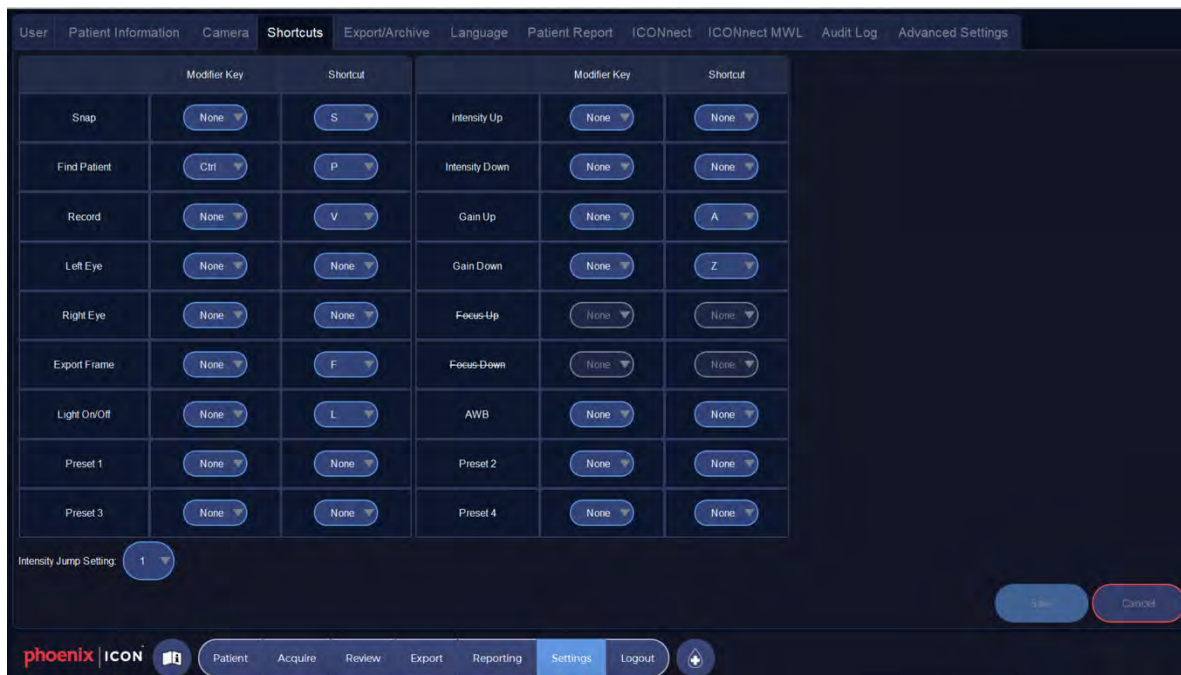 User Patient Information Camera Shortcuts Export/Archive Language Patient Report ICONnect ICONnect MWL Audit Log Advanced Settings
Modifier Key Shortcut Modifier Key Shortcut
Snap None S Intensity Up None None
Find Patient Ctrl P Intensity Down None None
Record None V Gain Up None A
Left Eye None None Gain Down None Z
Right Eye None None Focus Up None None
Export Frame None F Focus Down None None
Light On/Off None L AWB None None
Preset 1 None None Preset 2 None None
Preset 3 None None Preset 4 None None
Intensity Jump Setting: 1
Save Cancel
phoenix | ICON Patient Acquire Review Export Reporting Settings Logout